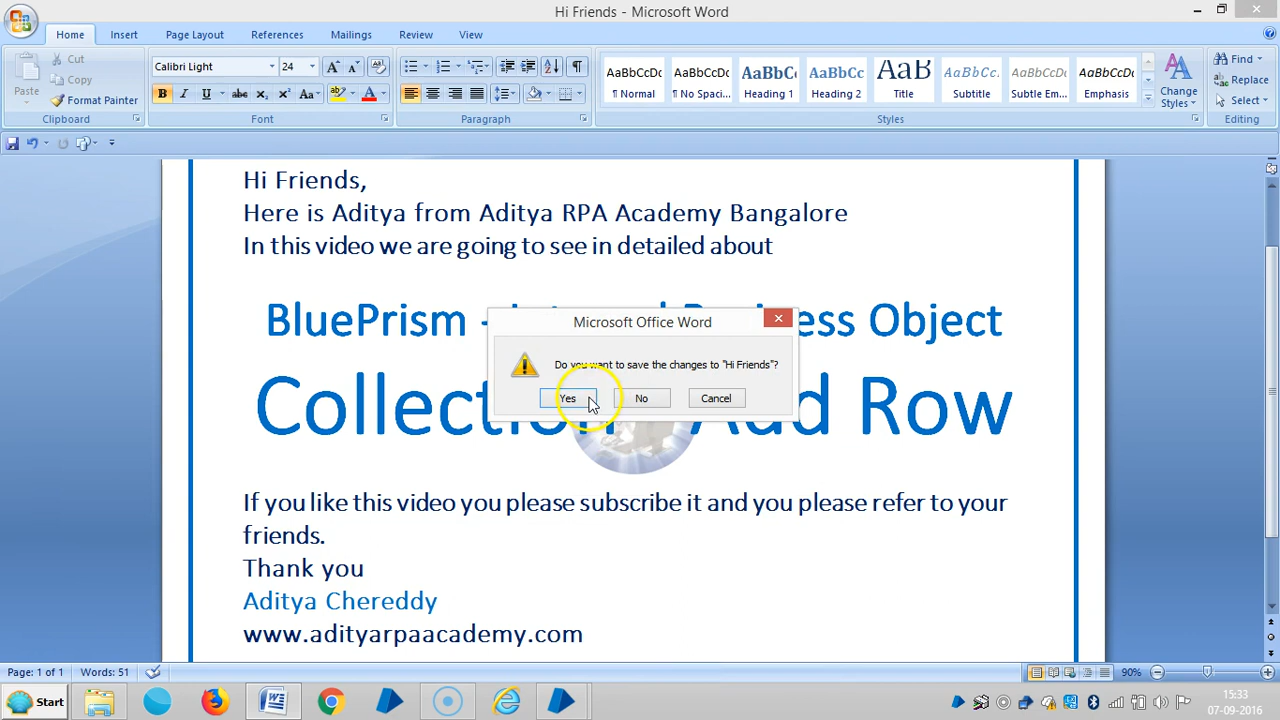 Hi Friends - Microsoft Word
Home Insert Page Layout References Mailings Review View
Paste
Cut
Copy
Format Painter
Clipboard
Calibri Light 24
Font
Paragraph
AaBbCcDc AaBbCcDc AaBbCc AaBbCc AaB AaBbCc. AaBbCcDc AaBbCcDc
¶ Normal ¶ No Spaci... Heading 1 Heading 2 Title Subtitle Subtle Em... Emphasis
Change Styles
Styles
Find
Replace
Select
Editing
Hi Friends,
Here is Aditya from Aditya RPA Academy Bangalore
In this video we are going to see in detailed about
BluePrism - Object
Add Row
Microsoft Office Word
Do you want to save the changes to "Hi Friends"?
Yes No Cancel
If you like this video you please subscribe it and you please refer to your
friends.
Thank you
Aditya Chereddy
www.adityarpaacademy.com
Page: 1 of 1 Words: 51 90%
Start
15:33
07-09-2016